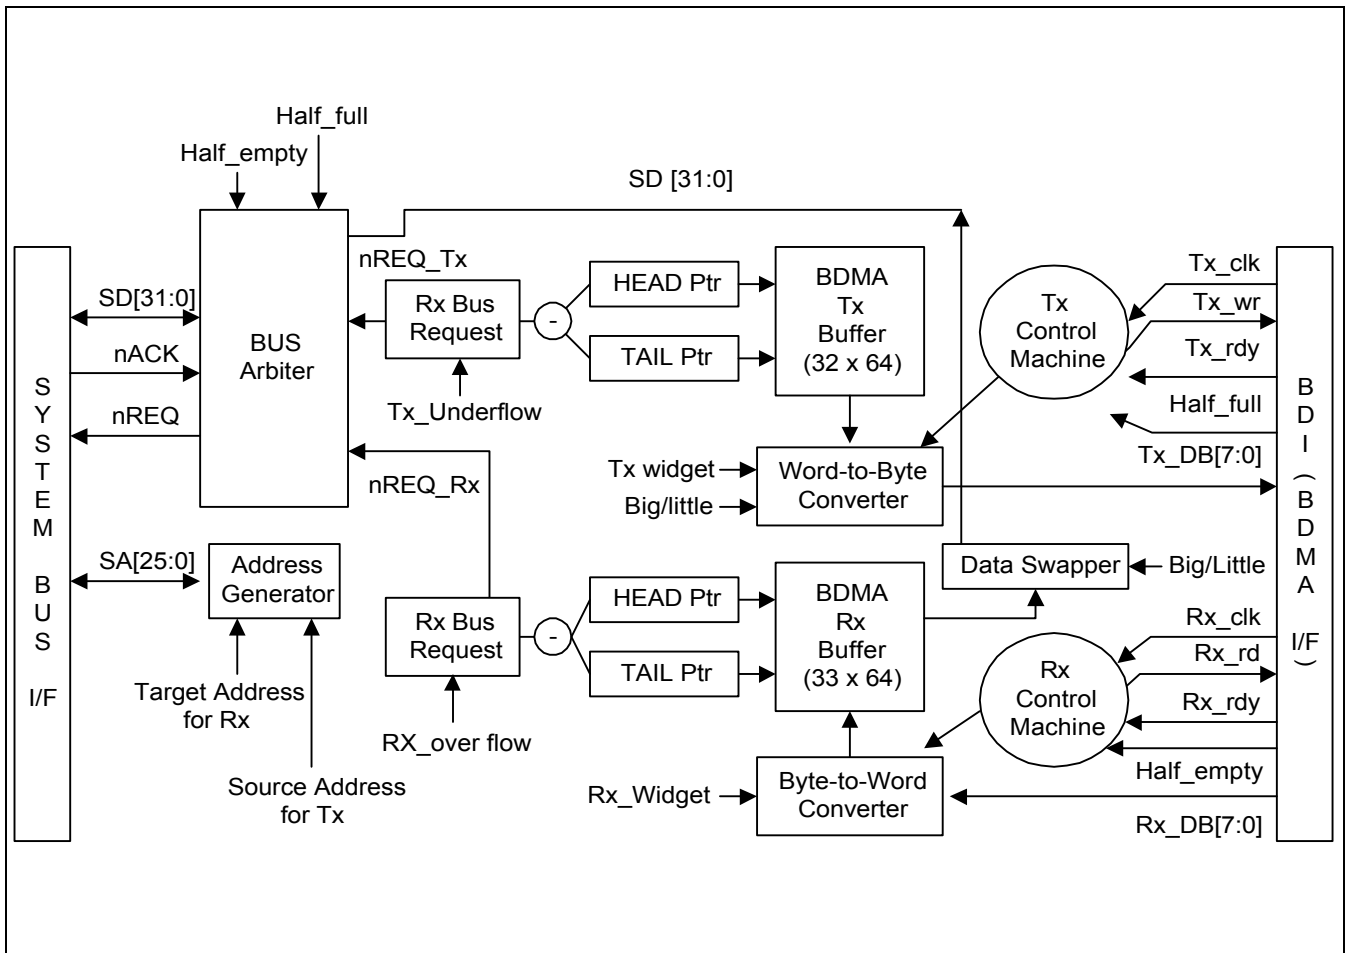 Half_full
Half_empty
SD [31:0]
SYSTEM BUS I/F
SD[31:0]
nACK
nREQ
SA[25:0]
BUS
Arbiter
nREQ_Tx
Rx Bus
Request
-
HEAD Ptr
TAIL Ptr
Tx_Underflow
BDMA
Tx
Buffer
(32 x 64)
Tx
Control
Machine
Tx_clk
Tx_wr
Tx_rdy
Half_full
Tx_DB[7:0]
BDI (BDMA I/F)
nREQ_Rx
Tx widget
Big/little
Word-to-Byte
Converter
Address
Generator
Target Address
for Rx
Source Address
for Tx
Rx Bus
Request
-
HEAD Ptr
TAIL Ptr
RX_over flow
BDMA
Rx
Buffer
(33 x 64)
Data Swapper
Big/Little
Rx
Control
Machine
Rx_clk
Rx_rd
Rx_rdy
Half_empty
Rx_DB[7:0]
Rx_Widget
Byte-to-Word
Converter